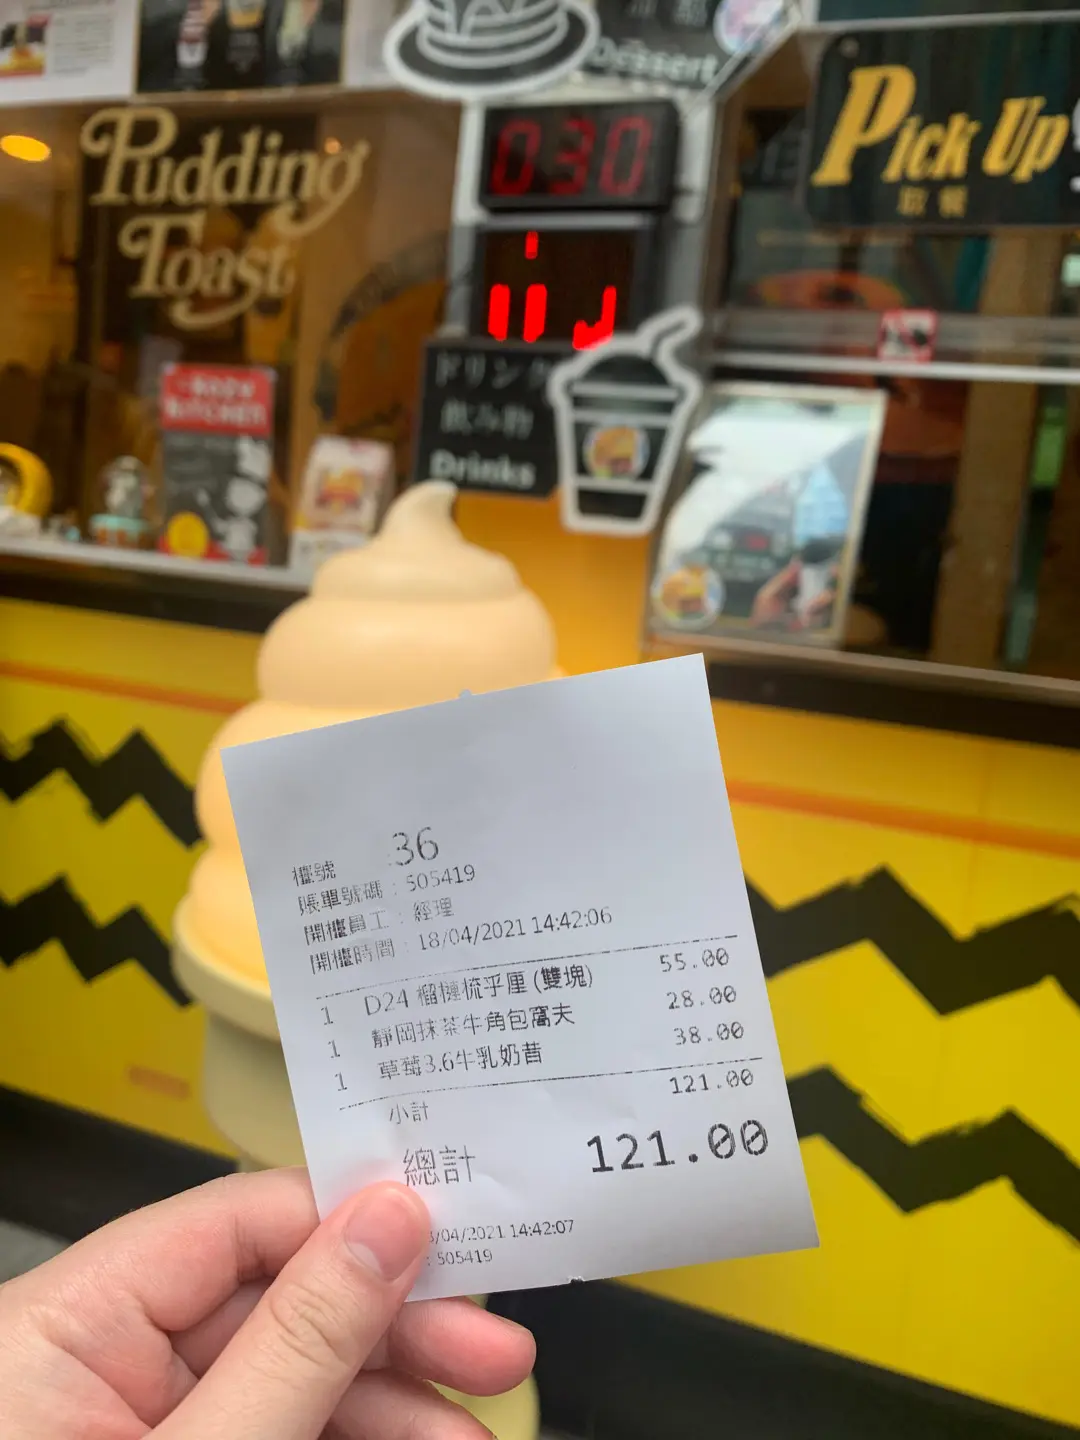 Dessert
Pudding
Toast
030
Pick Up
取餐
ドリンク
飲み物
Drinks
KITCHEN
櫃號 :36
賬單號碼 : 505419
開櫃員工 : 經理
開櫃時間 : 18/04/2021 14:42:06
1 D24 榴槤梳乎厘 (雙塊) 55.00
1 靜岡抹茶牛角包窩夫 28.00
1 草莓3.6牛乳奶昔 38.00
小計 121.00
總計 121.00
/04/2021 14:42:07
: 505419